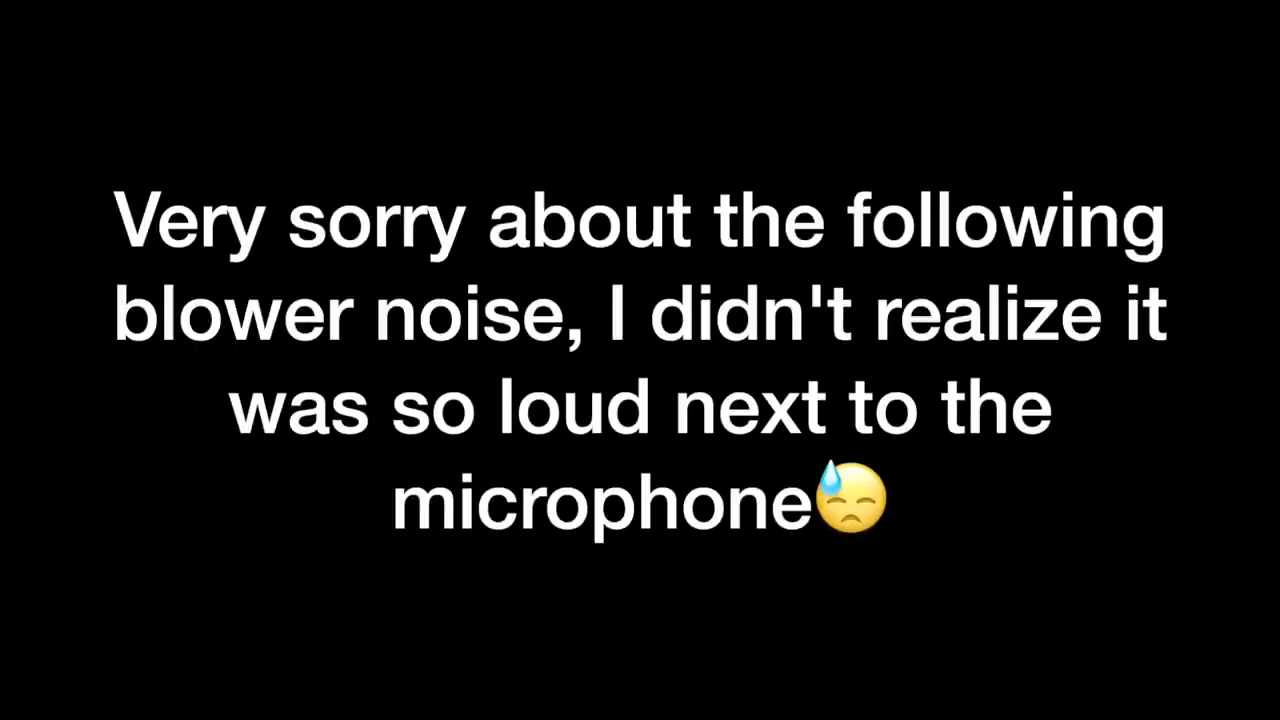 Very sorry about the following
blower noise, I didn't realize it
was so loud next to the
microphone😓